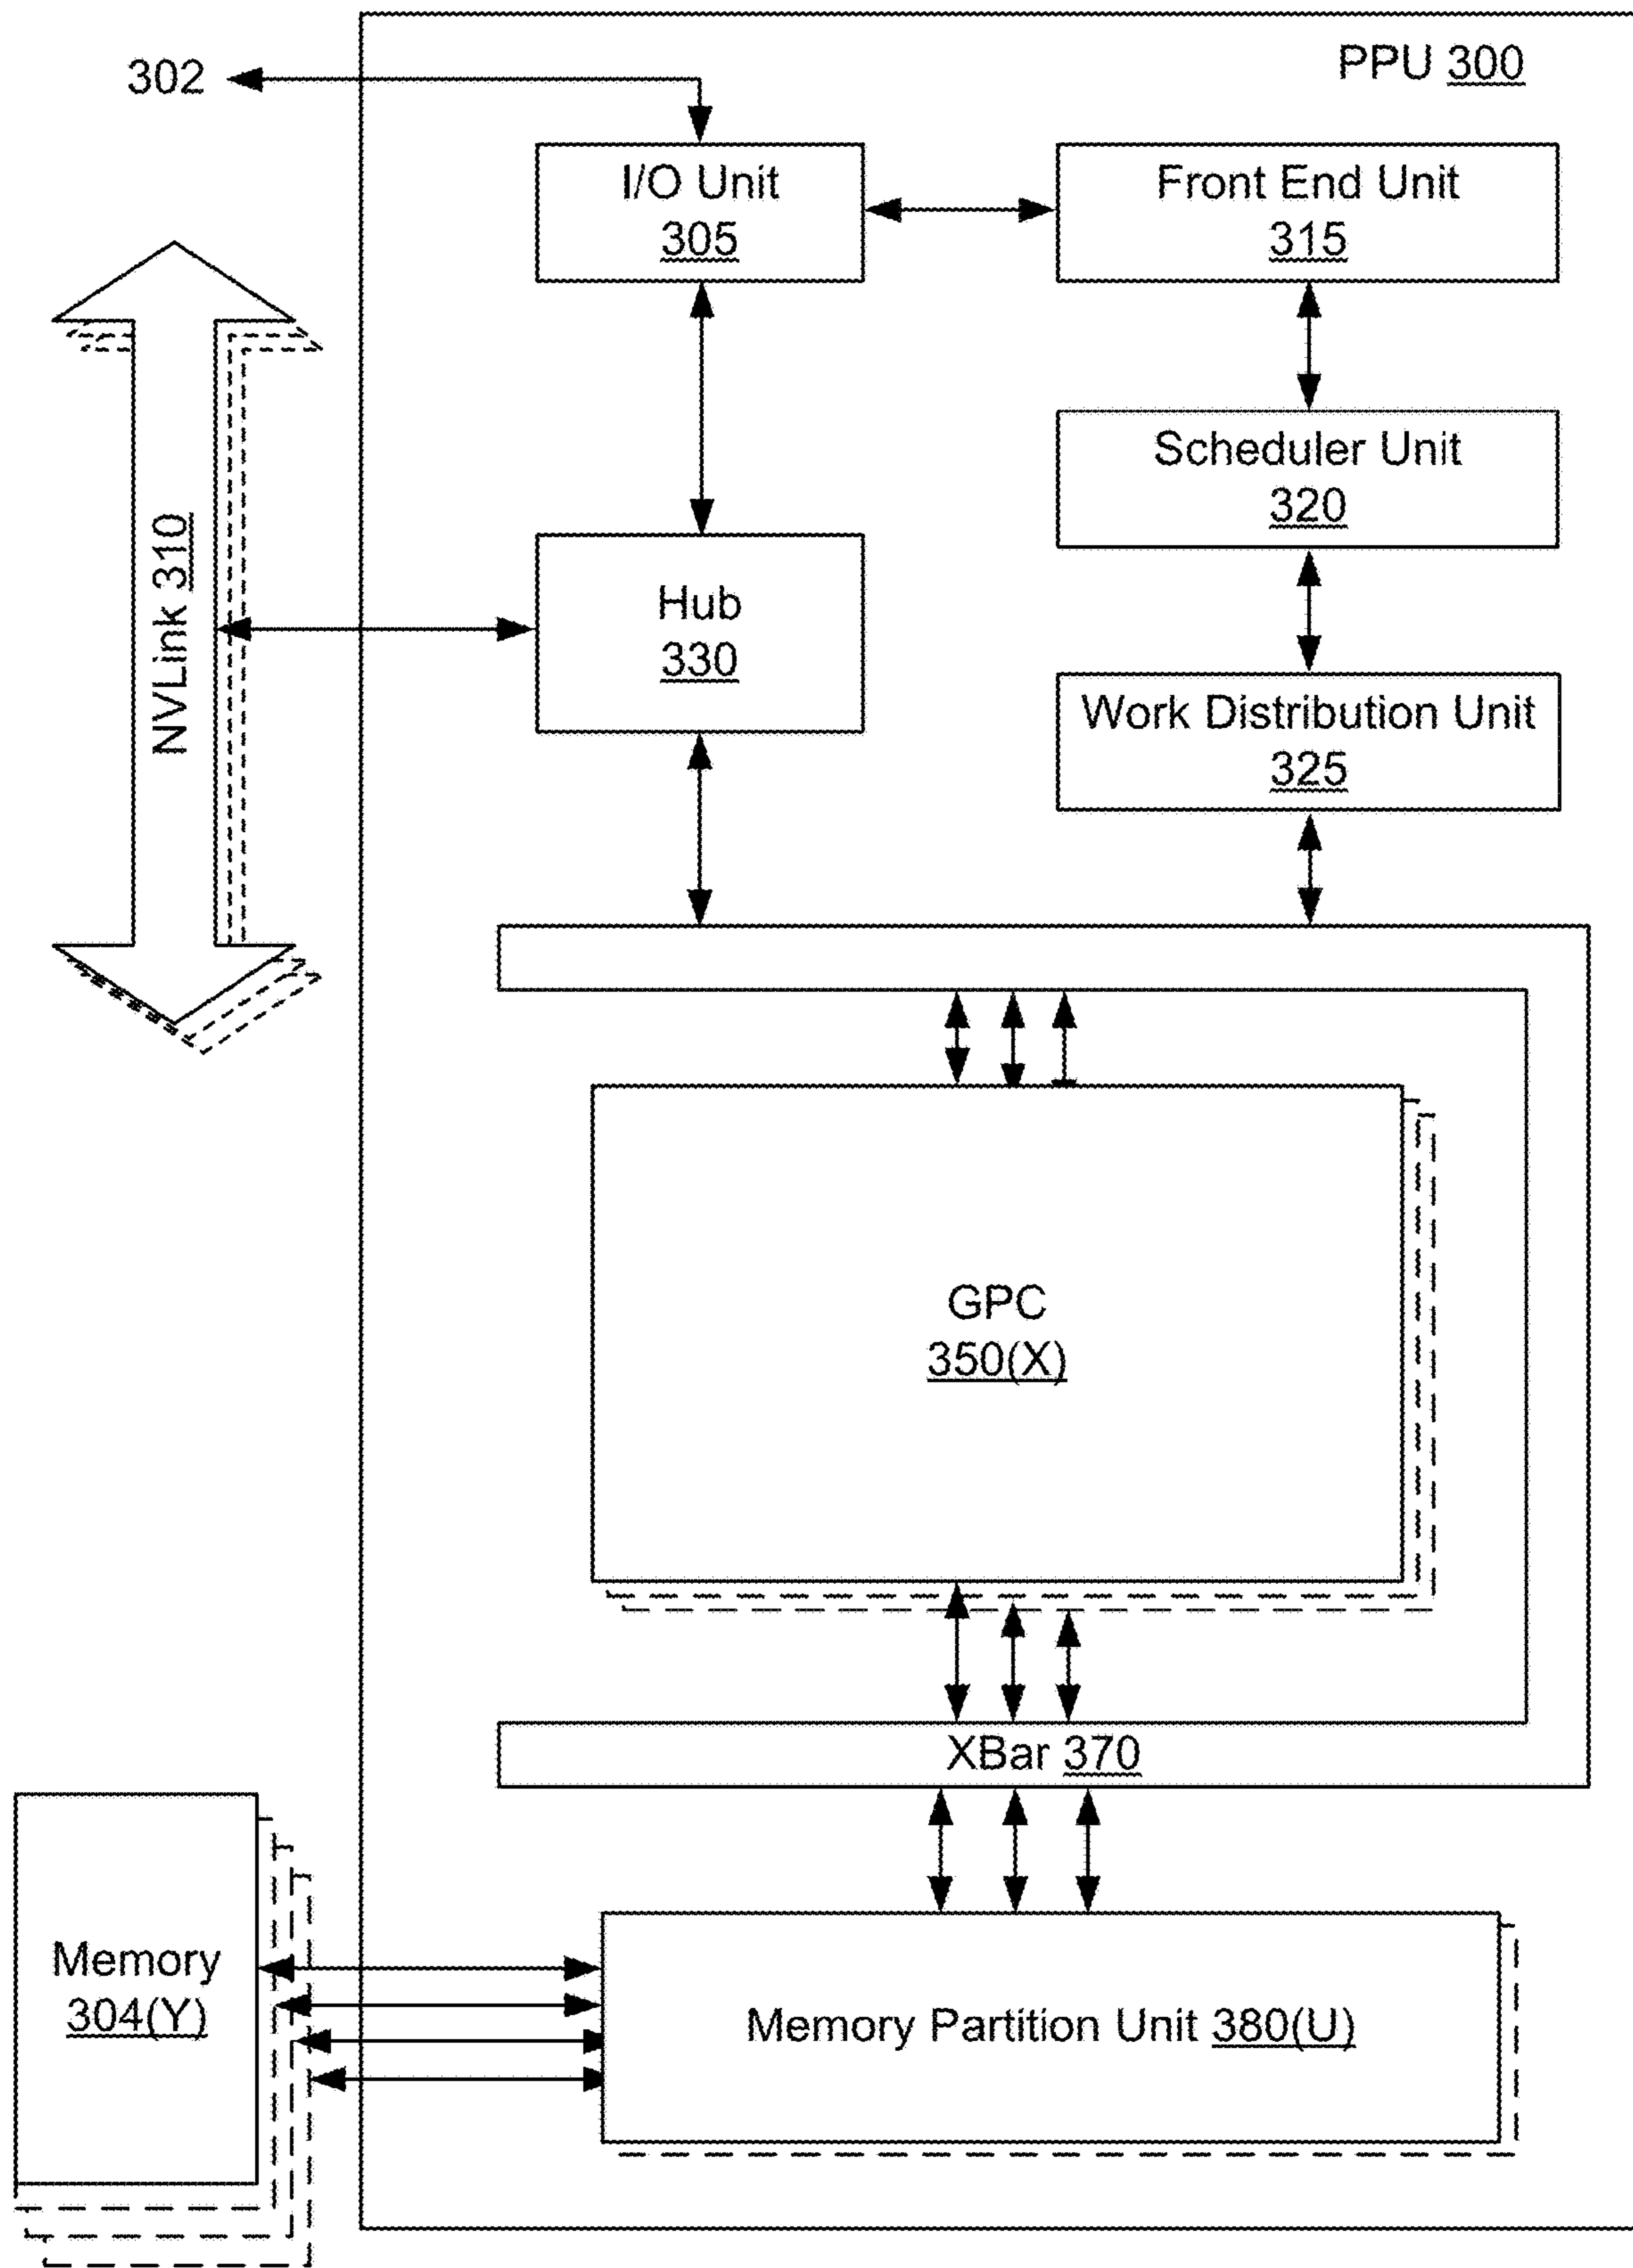 PPU 300
302
I/O Unit
305
Front End Unit
315
Scheduler Unit
320
NVLink 310
Hub
330
Work Distribution Unit
325
GPC
350(X)
XBar 370
Memory
304(Y)
Memory Partition Unit 380(U)